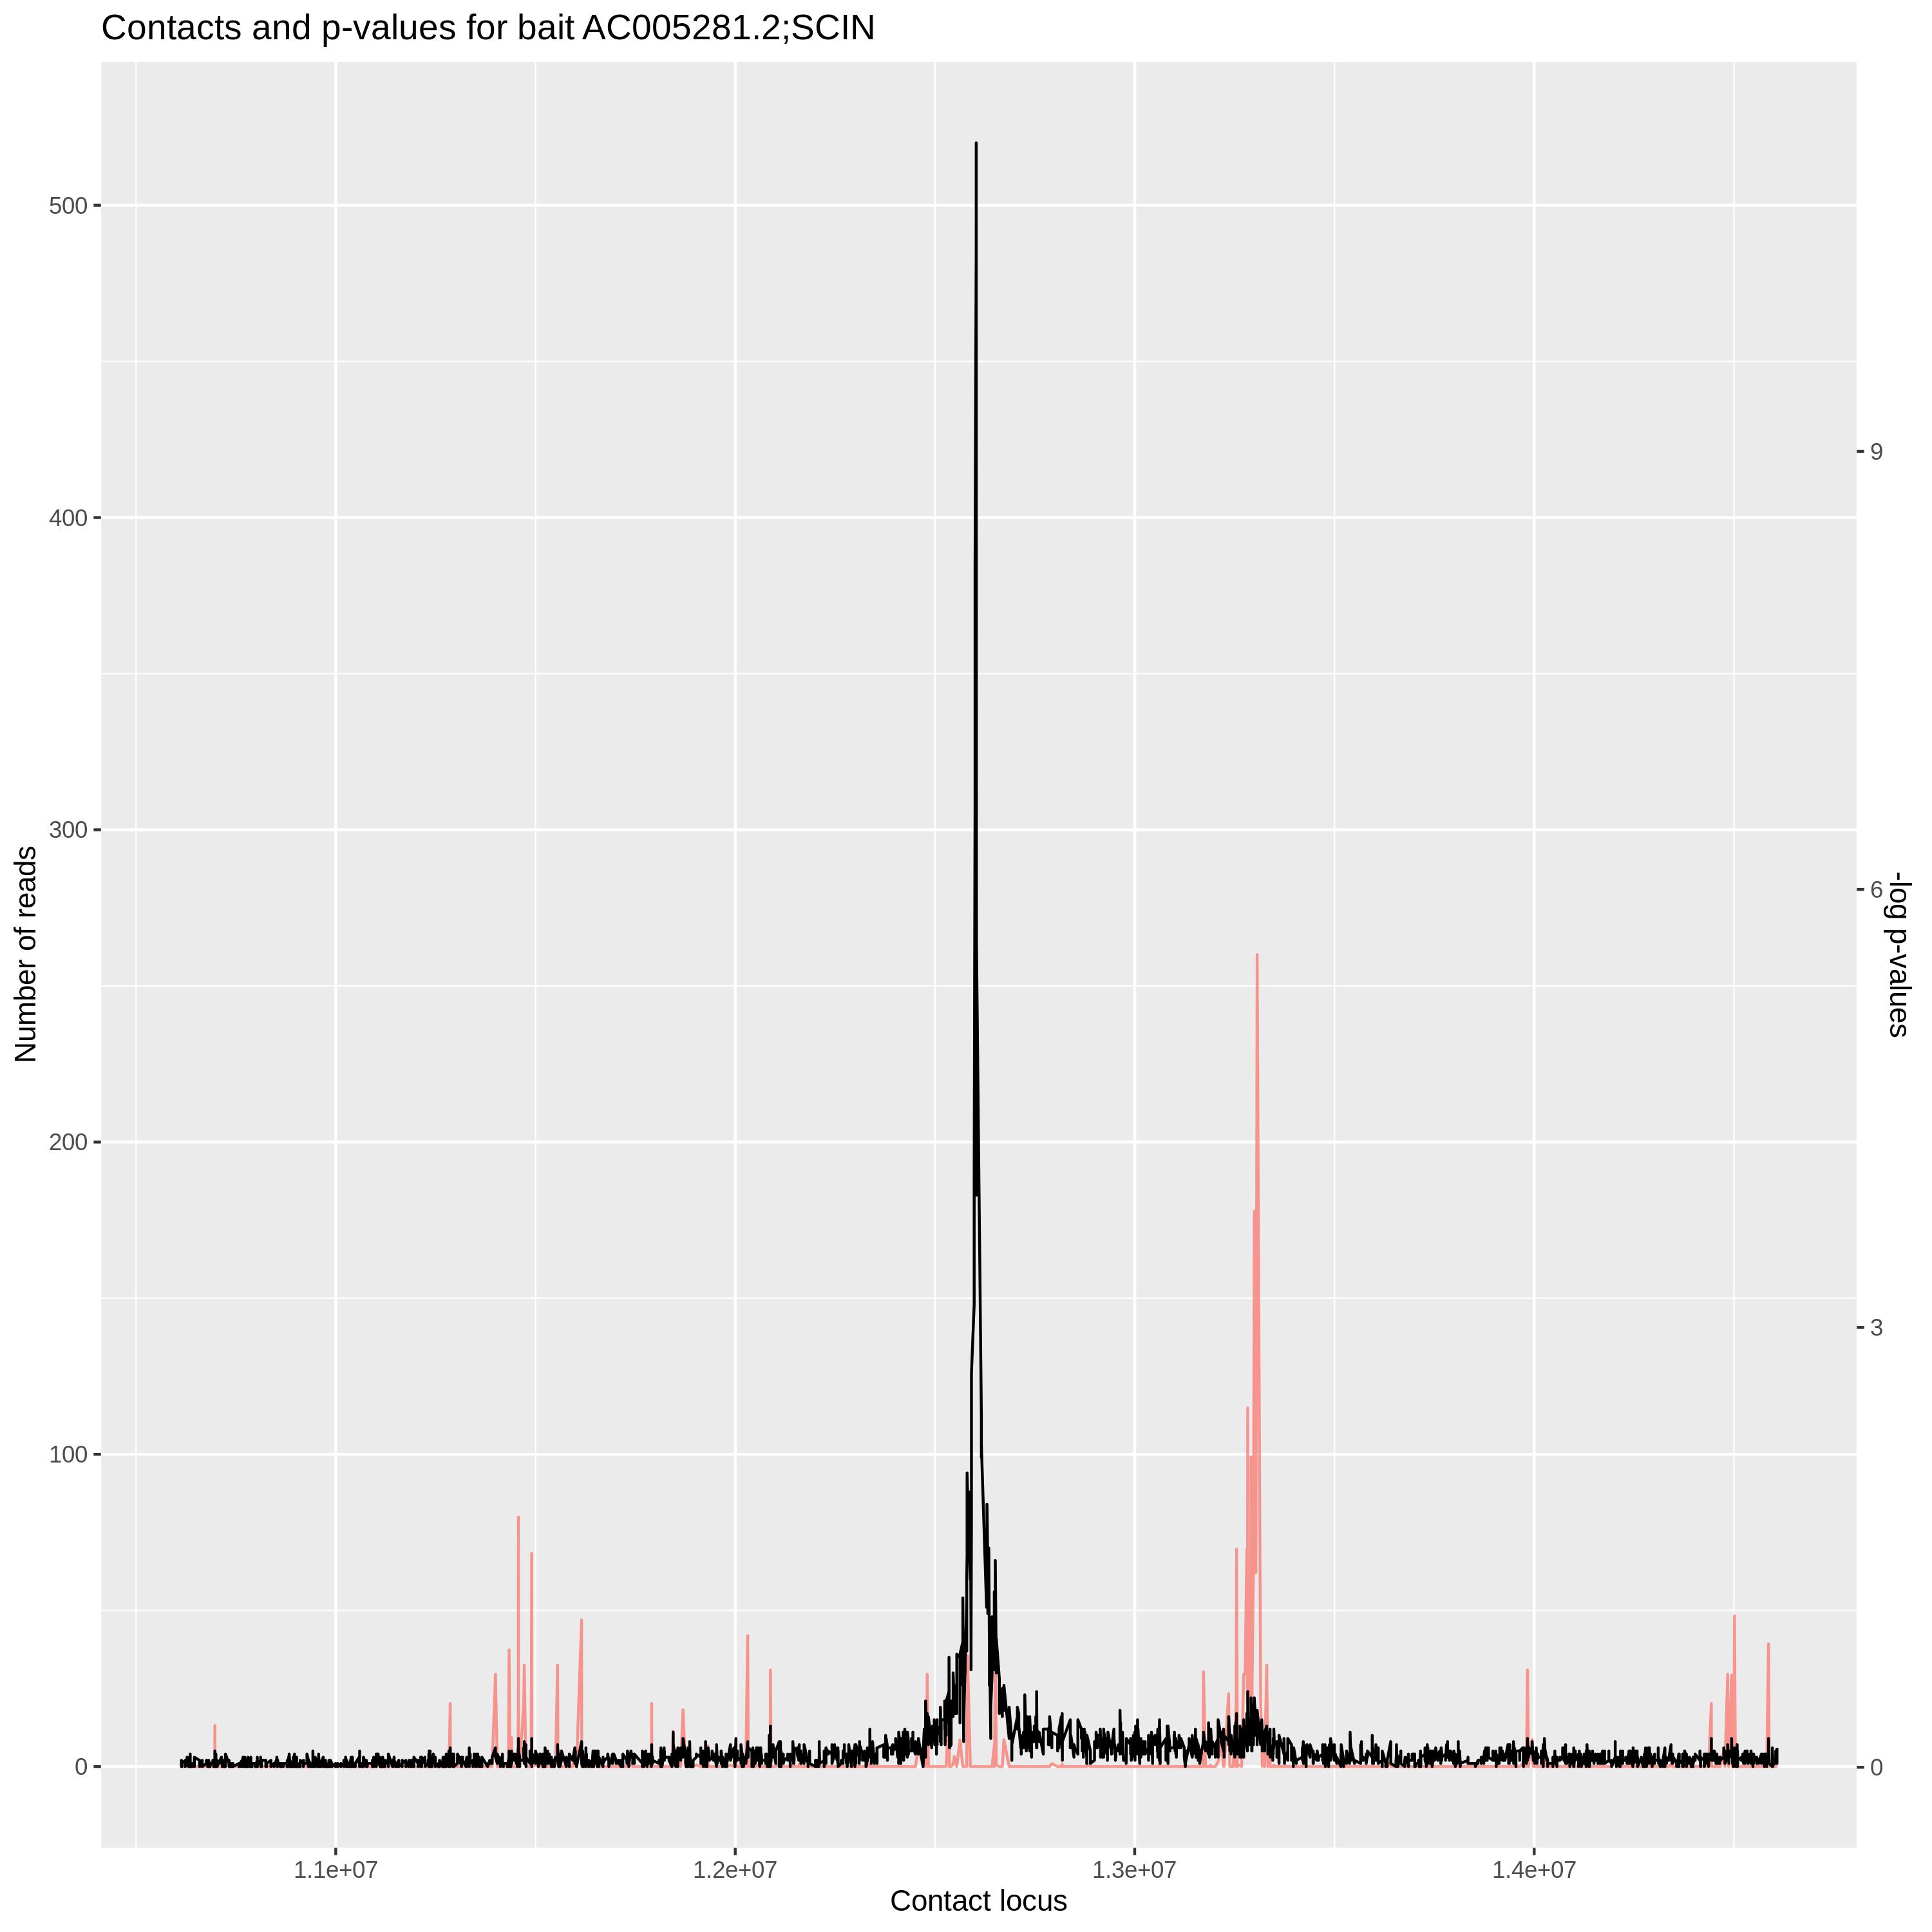 Contacts and p-values for bait AC005281.2;SCIN
500
400
300
200
100
0
Number of reads
9
6
3
0
-log p-values
1.1e+07
1.2e+07
1.3e+07
1.4e+07
Contact locus